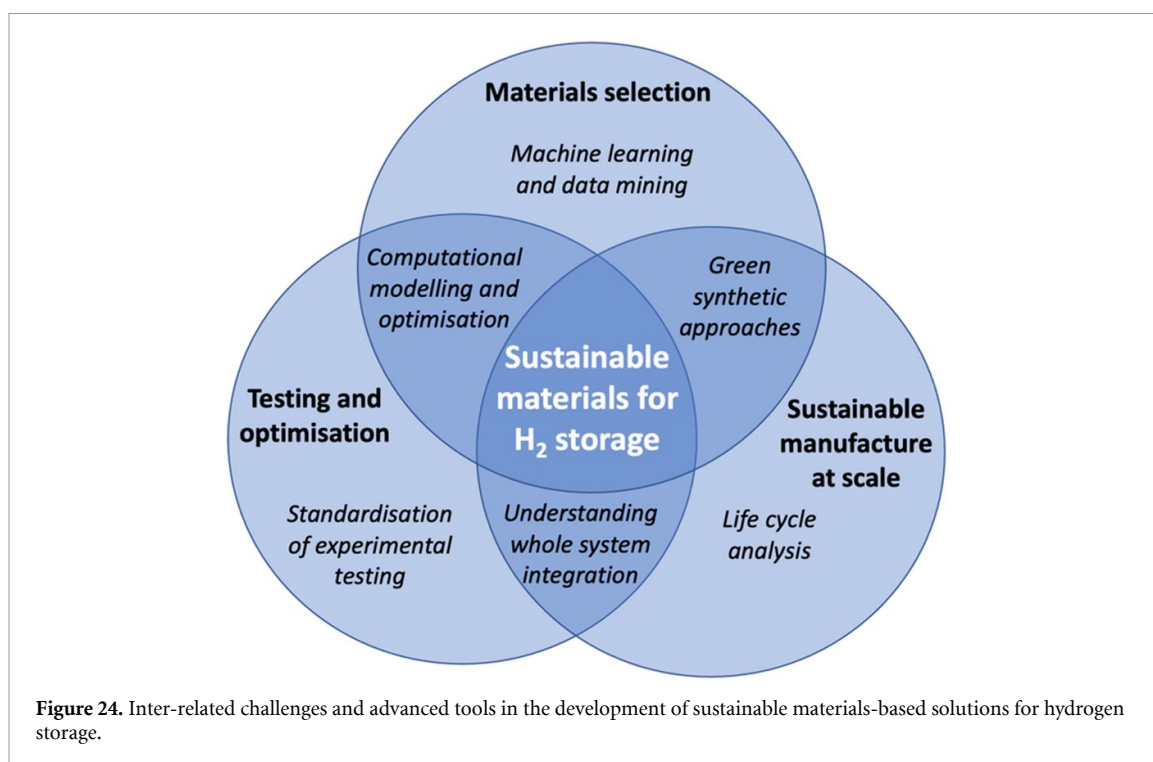 Materials selection
Machine learning
and data mining
Computational
modelling and
optimisation
Green
synthetic
approaches
Sustainable
materials for
H₂ storage
Testing and
optimisation
Sustainable
manufacture
at scale
Standardisation
of experimental
testing
Understanding
whole system
integration
Life cycle
analysis
Figure 24. Inter-related challenges and advanced tools in the development of sustainable materials-based solutions for hydrogen
storage.